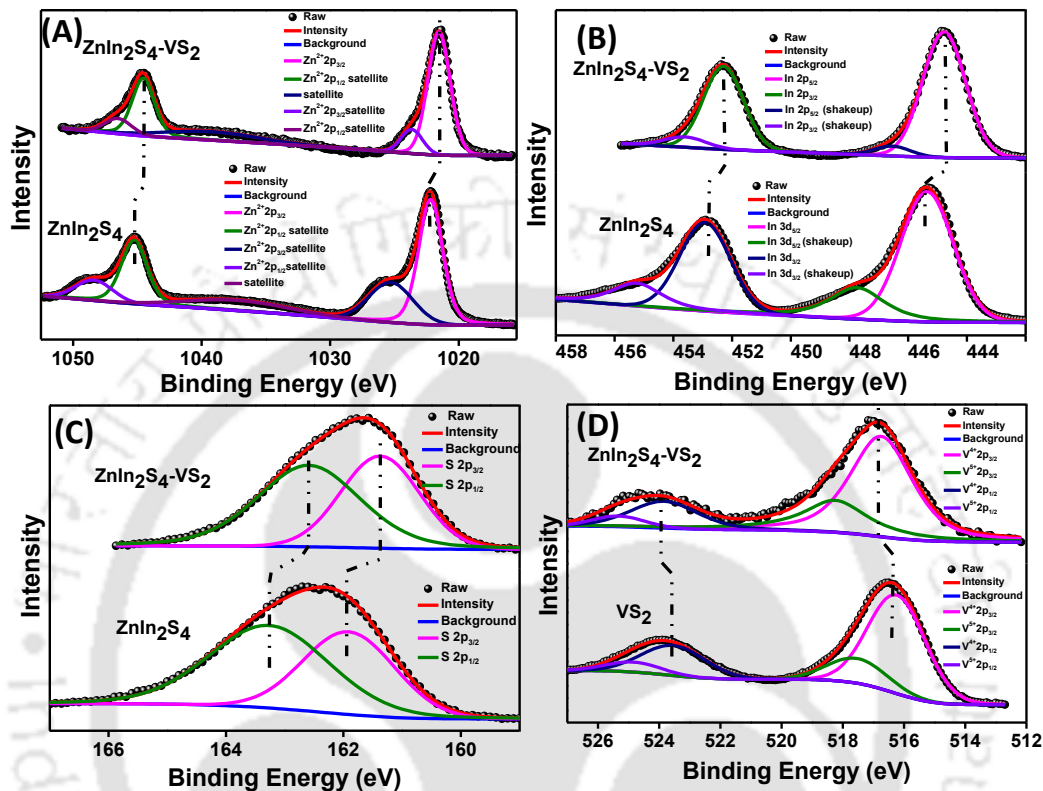 (A)
ZnIn2S4-VS2
Raw
Intensity
Background
Zn2+2p3/2
Zn2+2p1/2 satellite
satellite
Zn2+2p3/2satellite
Zn2+2p1/2satellite
ZnIn2S4
Raw
Intensity
Background
Zn2+2p3/2
Zn2+2p1/2 satellite
Zn2+2p3/2satellite
Zn2+2p1/2satellite
satellite
Intensity
1050 1040 1030 1020
Binding Energy (eV)
(B)
ZnIn2S4-VS2
Raw
Intensity
Background
In 2p5/2
In 2p3/2
In 2p5/2 (shakeup)
In 2p3/2 (shakeup)
ZnIn2S4
Raw
Intensity
Background
In 3d5/2
In 3d5/2 (shakeup)
In 3d3/2
In 3d3/2 (shakeup)
Intensity
458 456 454 452 450 448 446 444
Binding Energy (eV)
(C)
ZnIn2S4-VS2
Raw
Intensity
Background
S 2p3/2
S 2p1/2
ZnIn2S4
Raw
Intensity
Background
S 2p3/2
S 2p1/2
Intensity
166 164 162 160
Binding Energy (eV)
(D)
ZnIn2S4-VS2
Raw
Intensity
Background
V4+2p3/2
V5+2p3/2
V4+2p1/2
V5+2p1/2
VS2
Raw
Intensity
Background
V4+2p3/2
V5+2p3/2
V4+2p1/2
V5+2p1/2
Intensity
526 524 522 520 518 516 514 512
Binding Energy (eV)